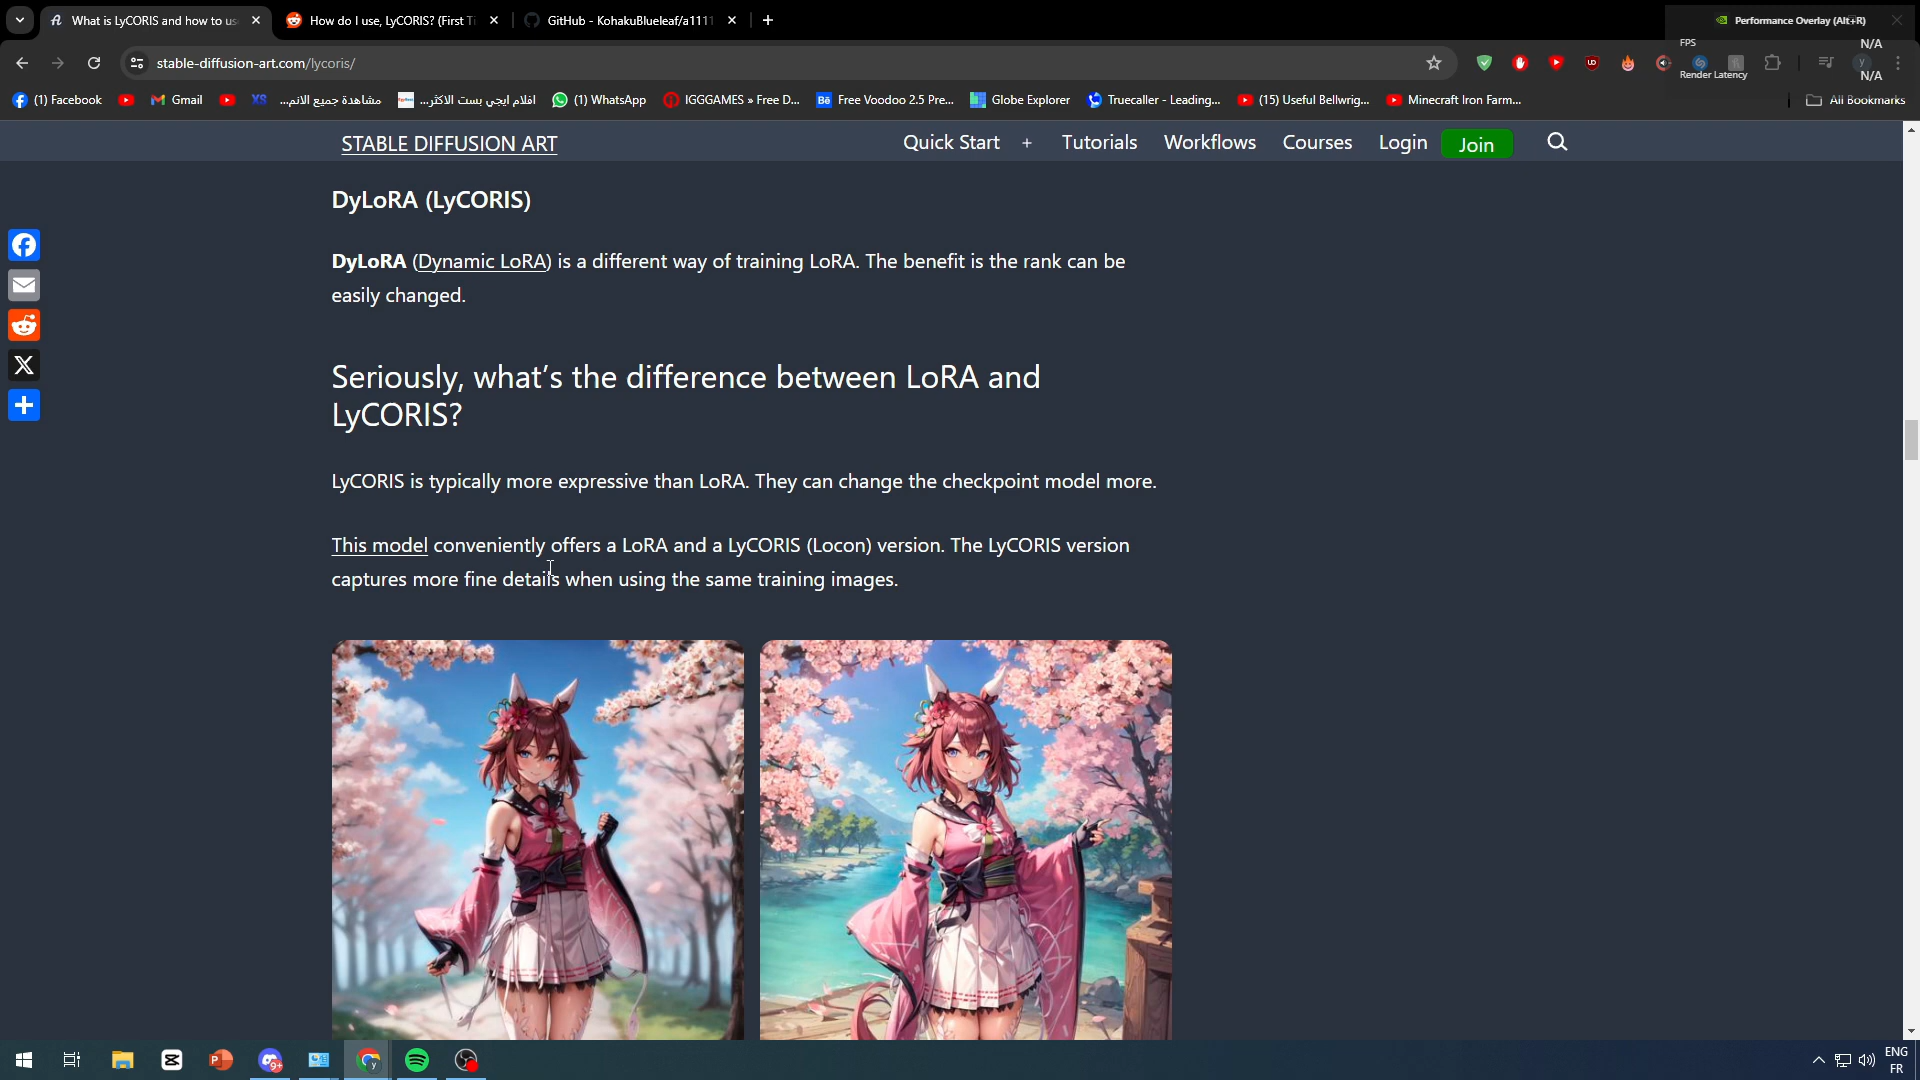 What is LyCORIS and how to us
How do I use, LyCORIS? (First Ti
GitHub - KohakuBlueleaf/a1111
Performance Overlay (Alt+R)
stable-diffusion-art.com/lycoris/
FPS
N/A
Render Latency
N/A
(1) Facebook
Gmail
XS
مشاهدة جميع الانم...
افلام ايجي بست الاكثر...
(1) WhatsApp
IGGGAMES » Free D...
Free Voodoo 2.5 Pre...
Globe Explorer
Truecaller - Leading...
(15) Useful Bellwrig...
Minecraft Iron Farm...
All Bookmarks
STABLE DIFFUSION ART
Quick Start +
Tutorials
Workflows
Courses
Login
Join
DyLoRA (LyCORIS)
DyLoRA (Dynamic LoRA) is a different way of training LoRA. The benefit is the rank can be
easily changed.
Seriously, what's the difference between LoRA and
LyCORIS?
LyCORIS is typically more expressive than LoRA. They can change the checkpoint model more.
This model conveniently offers a LoRA and a LyCORIS (Locon) version. The LyCORIS version
captures more fine details when using the same training images.
9+
ENG
FR